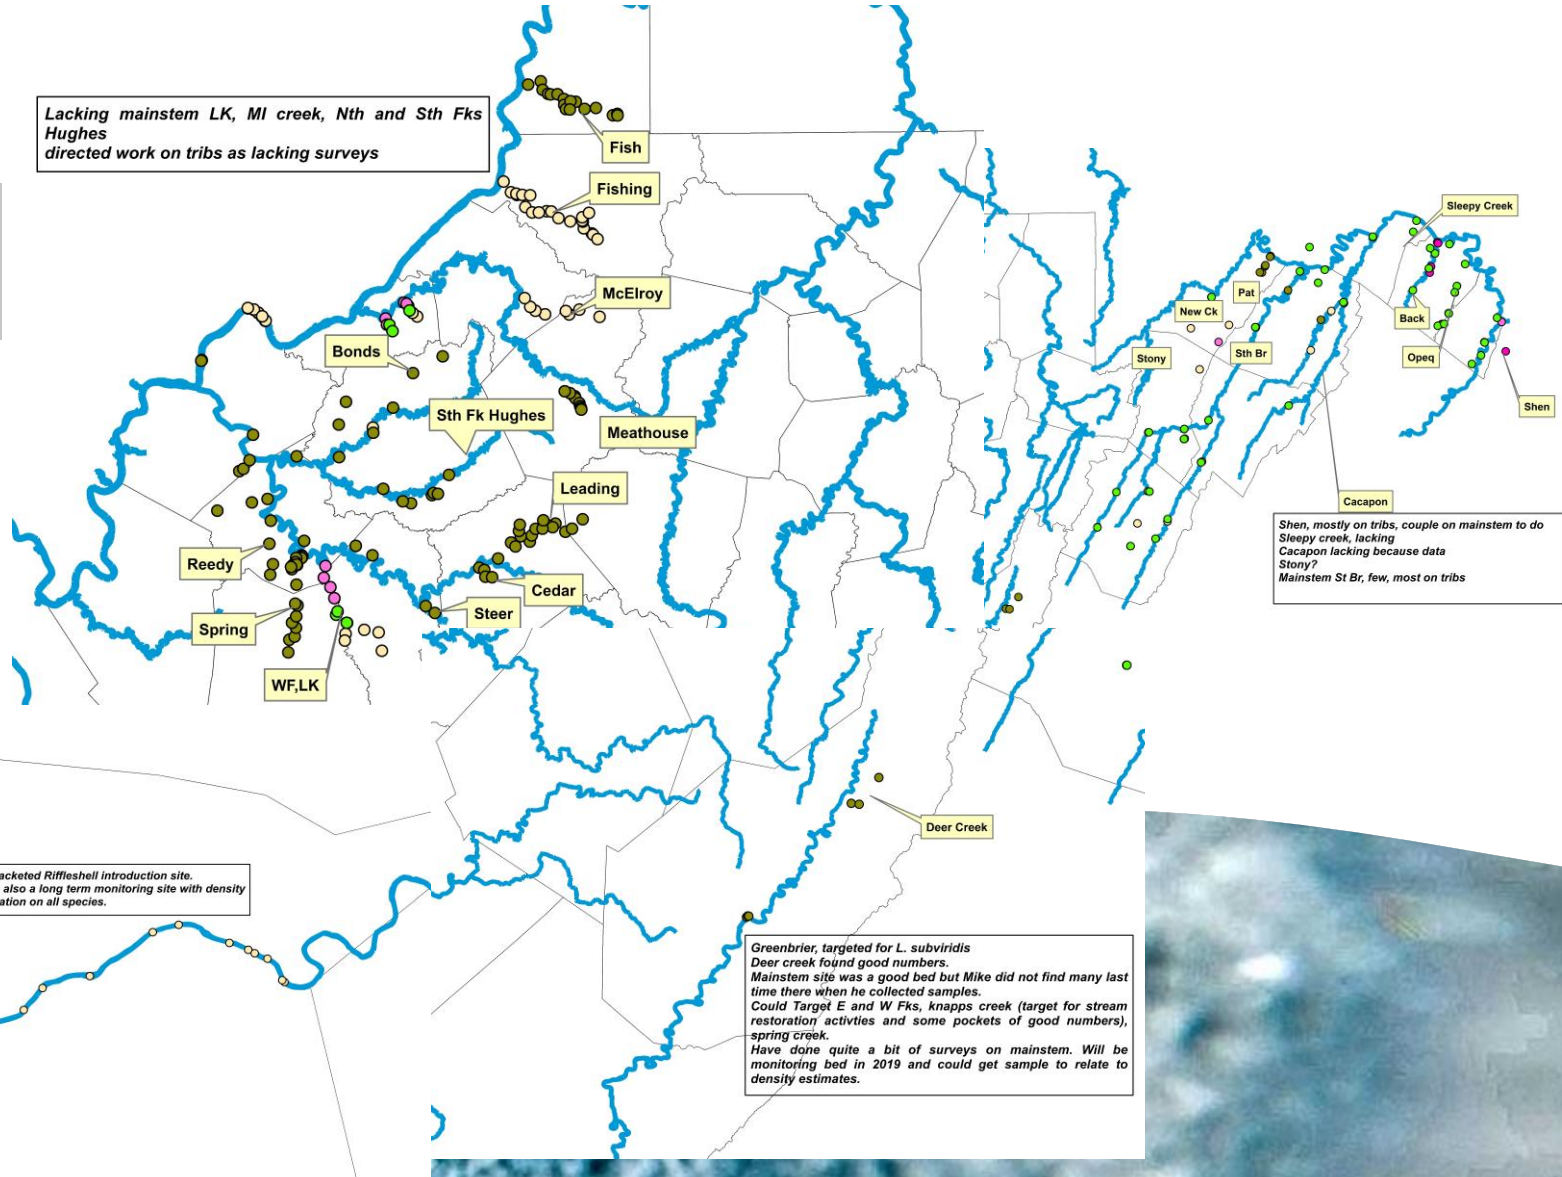 Lacking mainstem LK, MI creek, Nth and Sth Fks
Hughes
directed work on tribs as lacking surveys
Fish
Fishing
McElroy
Bonds
Sth Fk Hughes
Meathouse
Leading
Reedy
Cedar
Steer
Spring
WF,LK
Sleepy Creek
Pat
New Ck
Back
Sth Br
Stony
Opeq
Shen
Cacapon
Shen, mostly on tribs, couple on mainstem to do
Sleepy creek, lacking
Cacapon lacking because data
Stony?
Mainstem St Br, few, most on tribs
Deer Creek
acketed Riffleshell introduction site.
also a long term monitoring site with density
ation on all species.
Greenbrier, targeted for L. subviridis
Deer creek found good numbers.
Mainstem site was a good bed but Mike did not find many last
time there when he collected samples.
Could Target E and W Fks, knapps creek (target for stream
restoration activties and some pockets of good numbers),
spring creek.
Have done quite a bit of surveys on mainstem. Will be
monitoring bed in 2019 and could get sample to relate to
density estimates.